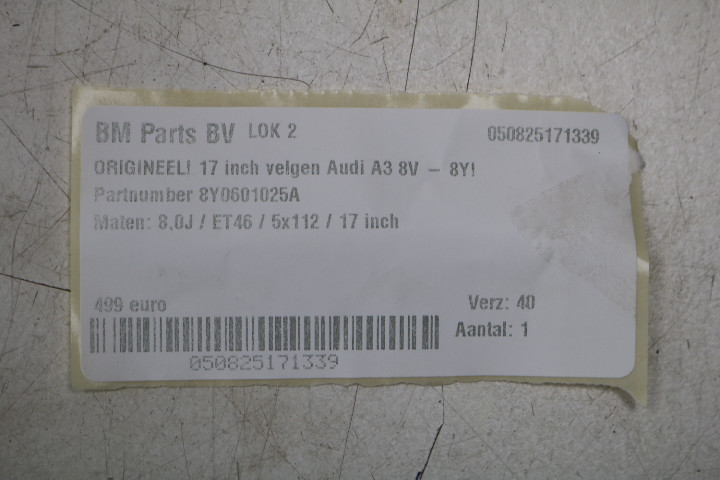 BM Parts BV LOK 2 050825171339
ORIGINEEL! 17 inch velgen Audi A3 8V – 8Y!
Partnumber 8Y0601025A
Maten: 8,0J / ET46 / 5x112 / 17 inch
499 euro Verz: 40
Aantal: 1
050825171339